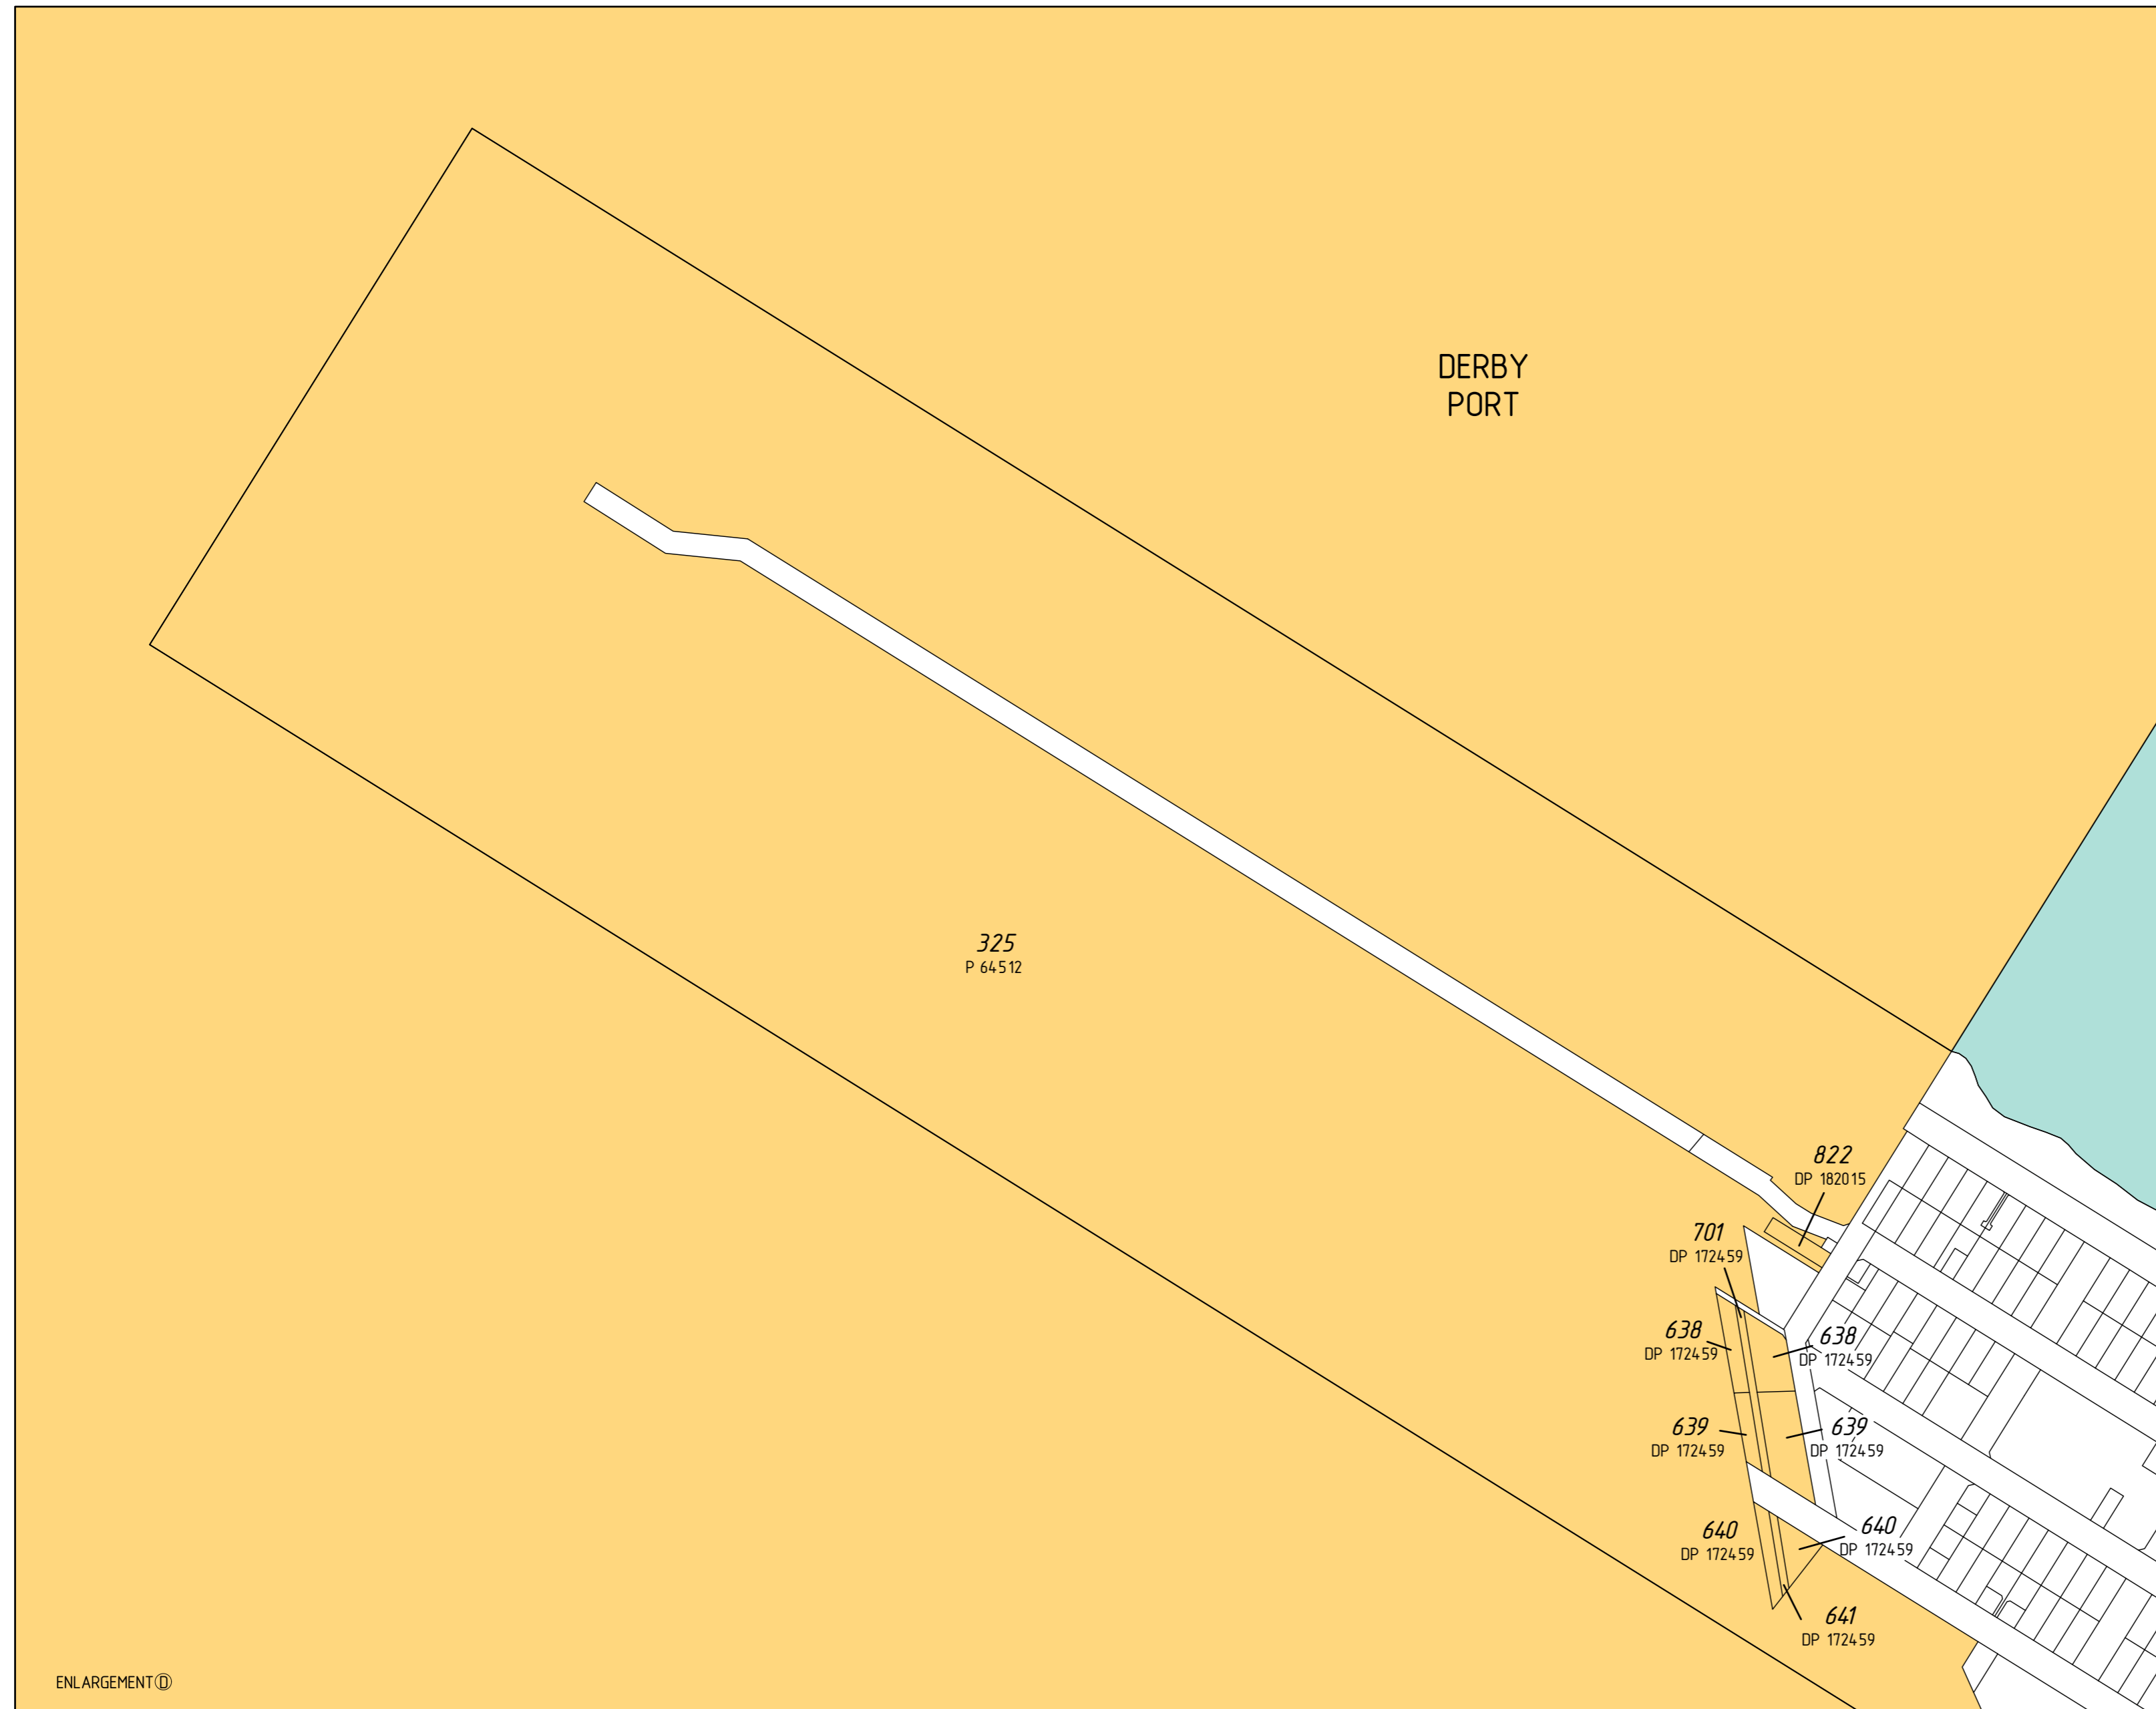 DERBY
PORT
325
P 64512
822
DP 182015
701
DP 172459
638
DP 172459
638
DP 172459
639
DP 172459
639
DP 172459
640
DP 172459
640
DP 172459
641
DP 172459
ENLARGEMENT Ⓓ